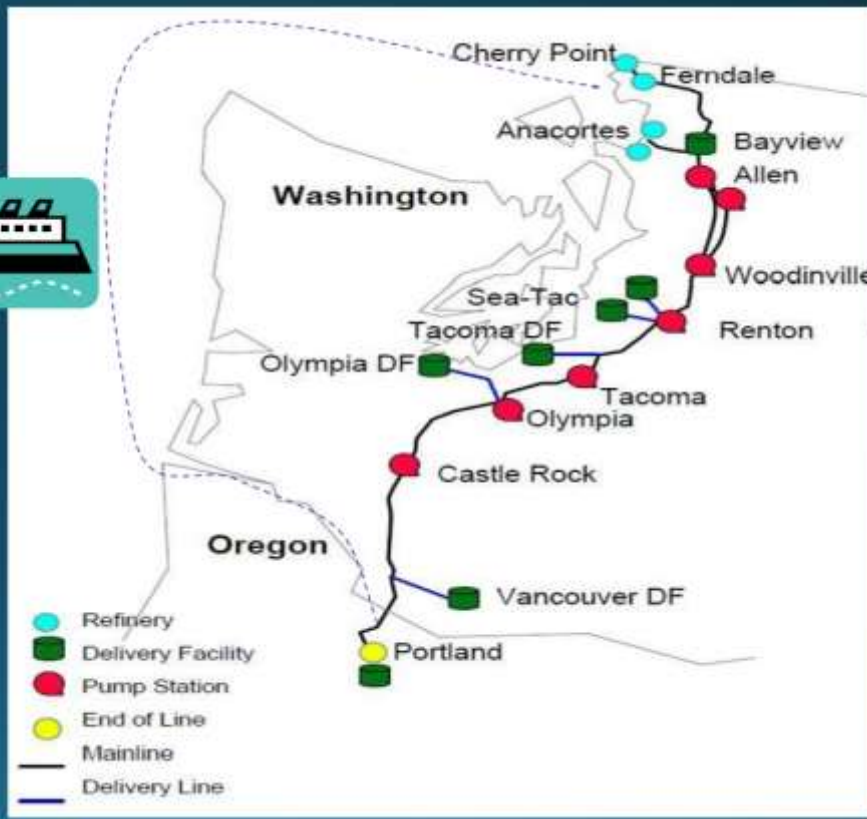 Cherry Point
Ferndale
Anacortes
Bayview
Washington
Allen
Woodinville
Sea-Tac
Renton
Tacoma DF
Olympia DF
Tacoma
Olympia
Castle Rock
Oregon
Vancouver DF
Portland
Refinery
Delivery Facility
Pump Station
End of Line
Mainline
Delivery Line